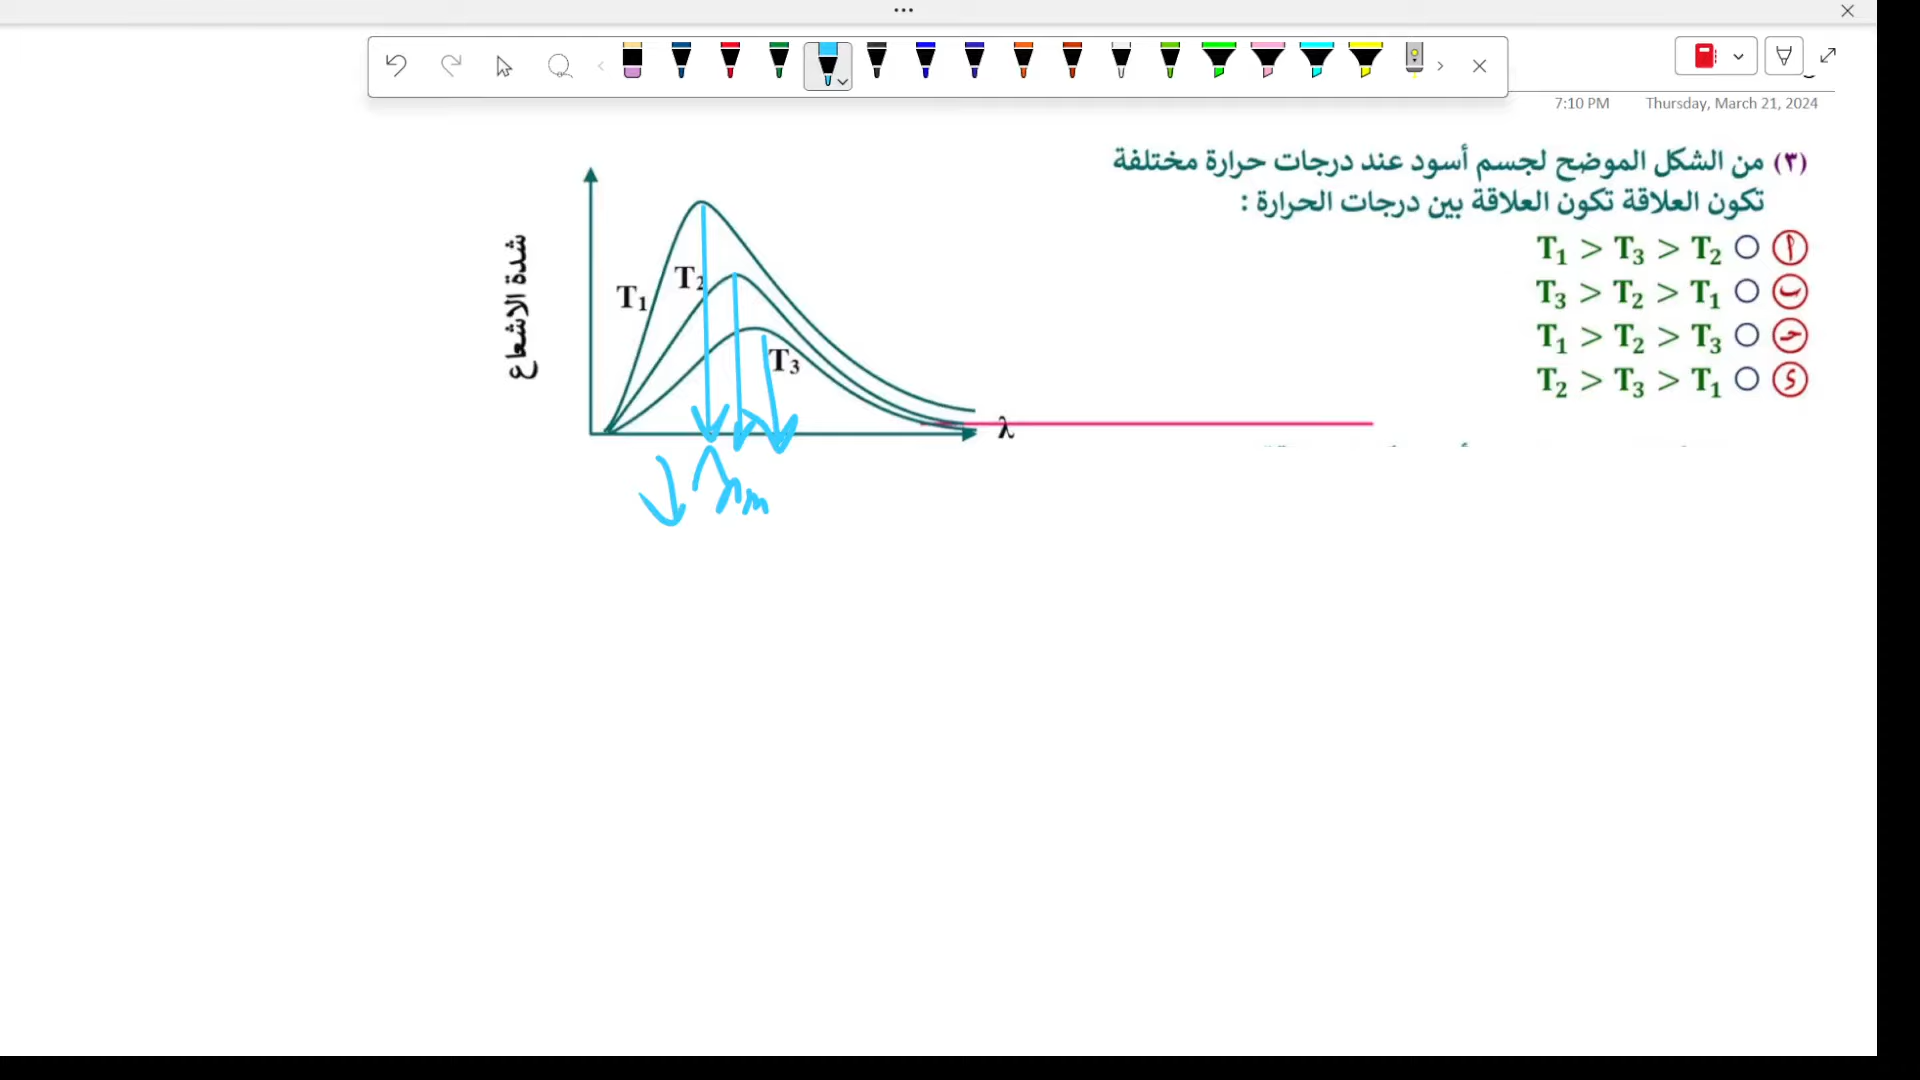 7:10 PM Thursday, March 21, 2024
(٣) من الشكل الموضح لجسم أسود عند درجات حرارة مختلفة
تكون العلاقة تكون العلاقة بين درجات الحرارة :
أ T₁ > T₃ > T₂
ب T₃ > T₂ > T₁
حـ T₁ > T₂ > T₃
د T₂ > T₃ > T₁
شدة الاشعاع
T₁
T₂
T₃
λ
λm